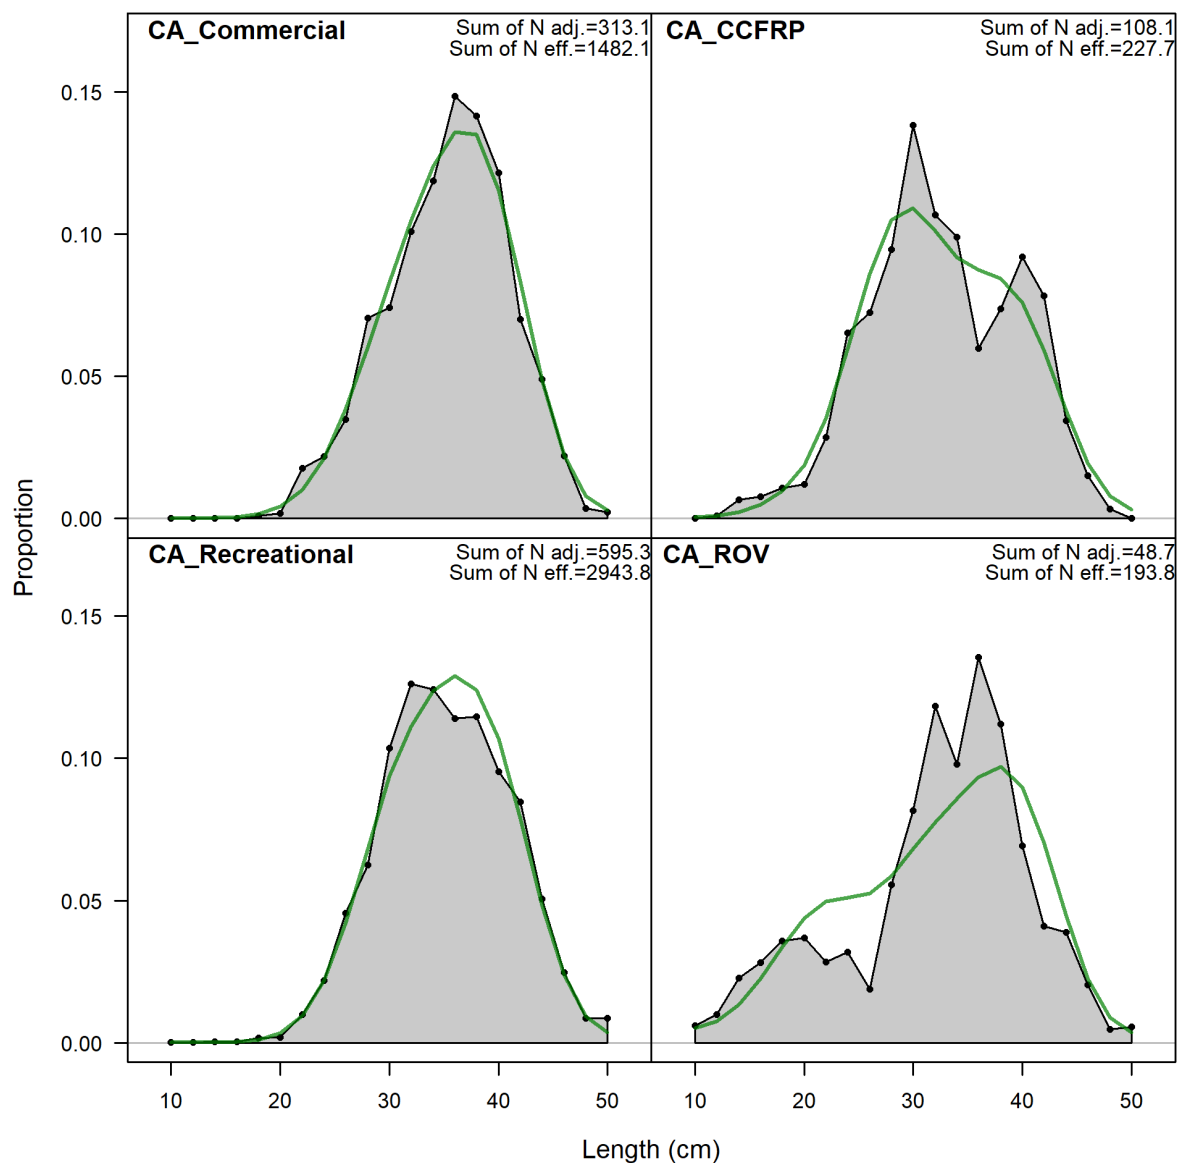 CA_Commercial
Sum of N adj.=313.1
Sum of N eff.=1482.1
CA_CCFRP
Sum of N adj.=108.1
Sum of N eff.=227.7
0.15
0.10
0.05
0.00
CA_Recreational
Sum of N adj.=595.3
Sum of N eff.=2943.8
CA_ROV
Sum of N adj.=48.7
Sum of N eff.=193.8
0.15
0.10
0.05
0.00
Proportion
10 20 30 40 50 10 20 30 40 50
Length (cm)